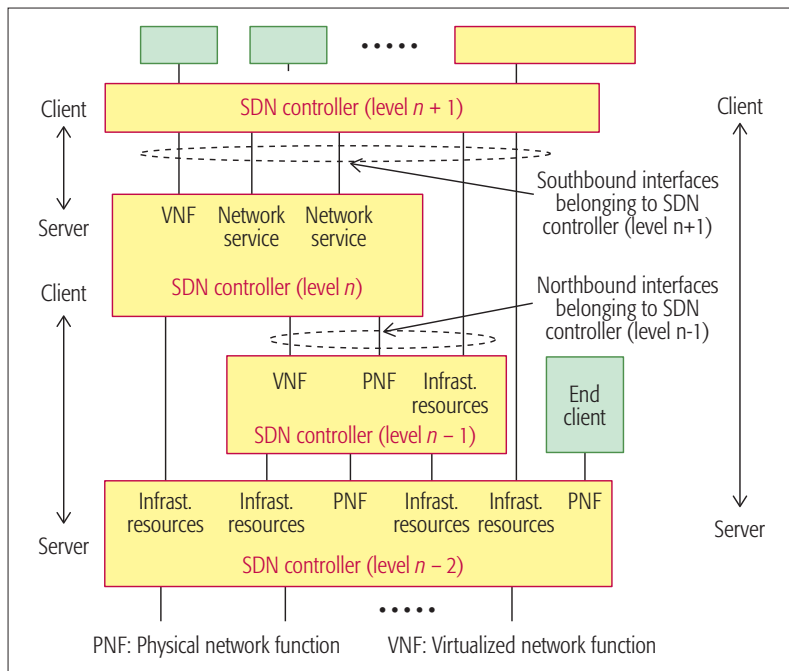 SDN controller (level n + 1)
Client
Client
Southbound interfaces
belonging to SDN
controller (level n+1)
VNF
Network
service
Network
service
Server
SDN controller (level n)
Client
Northbound interfaces
belonging to SDN
controller (level n-1)
VNF
PNF
Infrast.
resources
End
client
SDN controller (level n – 1)
Infrast.
resources
Infrast.
resources
PNF
Infrast.
resources
Infrast.
resources
PNF
Server
Server
SDN controller (level n – 2)
PNF: Physical network function
VNF: Virtualized network function